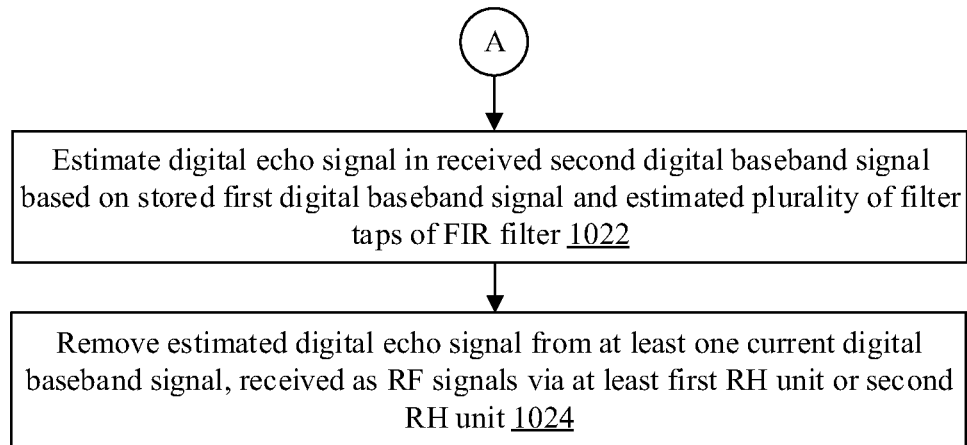 A
Estimate digital echo signal in received second digital baseband signal
based on stored first digital baseband signal and estimated plurality of filter
taps of FIR filter 1022
Remove estimated digital echo signal from at least one current digital
baseband signal, received as RF signals via at least first RH unit or second
RH unit 1024